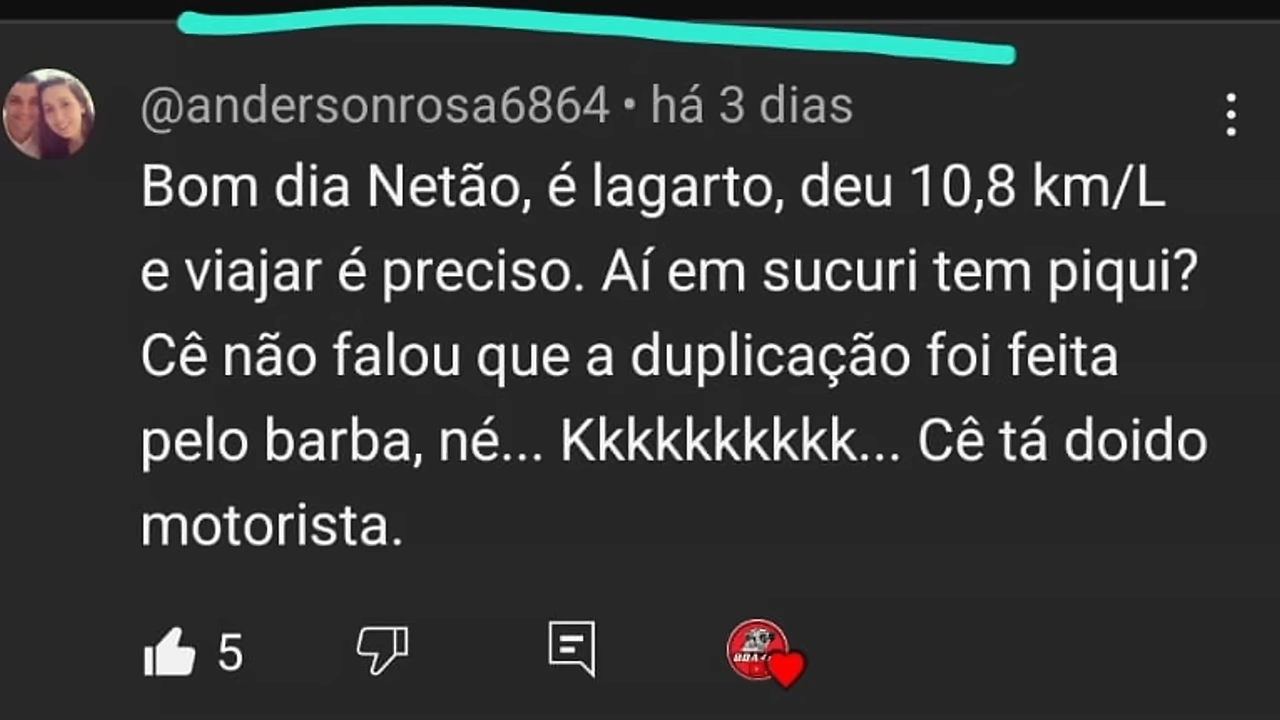 @andersonrosa6864 • há 3 dias
Bom dia Netão, é lagarto, deu 10,8 km/L
e viajar é preciso. Aí em sucuri tem piqui?
Cê não falou que a duplicação foi feita
pelo barba, né... Kkkkkkkkkk... Cê tá doido
motorista.
5